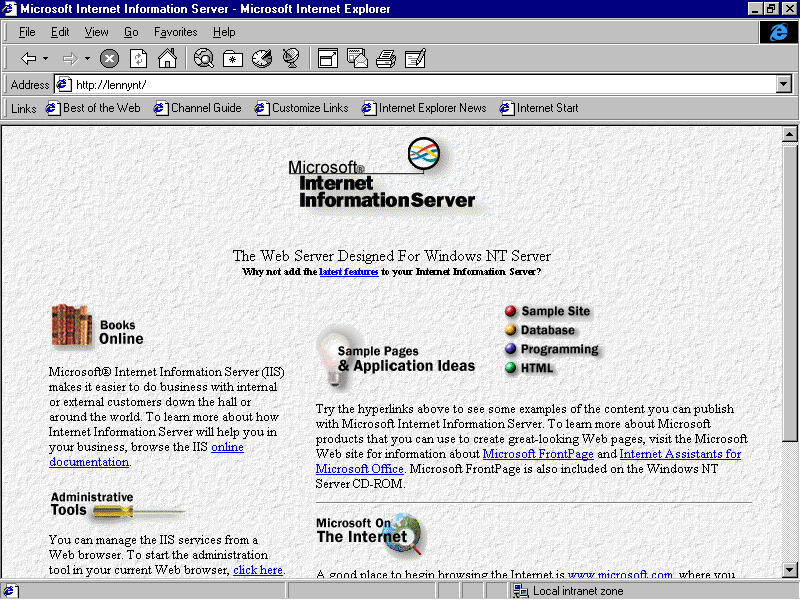 Microsoft Internet Information Server - Microsoft Internet Explorer
File Edit View Go Favorites Help
Address http://lennynt/
Links Best of the Web Channel Guide Customize Links Internet Explorer News Internet Start
Microsoft®
Internet
Information Server
The Web Server Designed For Windows NT Server
Why not add the latest features to your Internet Information Server?
Books
Online
Microsoft® Internet Information Server (IIS)
makes it easier to do business with internal
or external customers down the hall or
around the world. To learn more about how
Internet Information Server will help you in
your business, browse the IIS online
documentation.
Administrative
Tools
You can manage the IIS services from a
Web browser. To start the administration
tool in your current Web browser, click here.
Sample Pages
& Application Ideas
Sample Site
Database
Programming
HTML
Try the hyperlinks above to see some examples of the content you can publish
with Microsoft Internet Information Server. To learn more about Microsoft
products that you can use to create great-looking Web pages, visit the Microsoft
Web site for information about Microsoft FrontPage and Internet Assistants for
Microsoft Office. Microsoft FrontPage is also included on the Windows NT
Server CD-ROM.
Microsoft On
The Internet
A good place to begin browsing the Internet is www.microsoft.com, where you
Local intranet zone